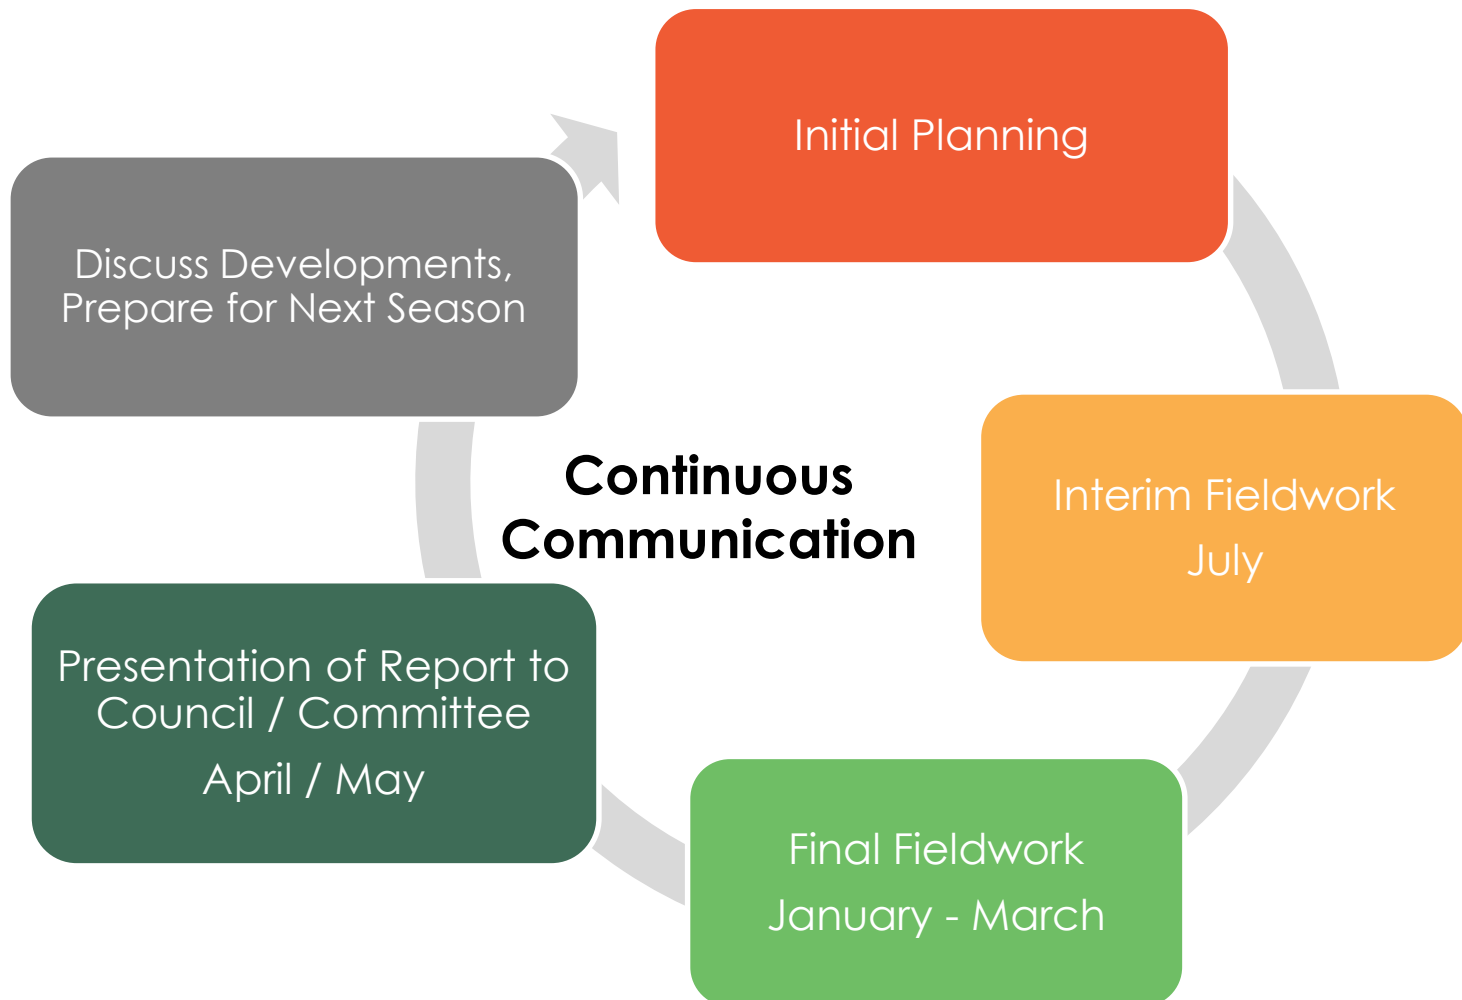 Initial Planning
Interim Fieldwork
July
Final Fieldwork
January - March
Presentation of Report to
Council / Committee
April / May
Discuss Developments,
Prepare for Next Season
Continuous
Communication